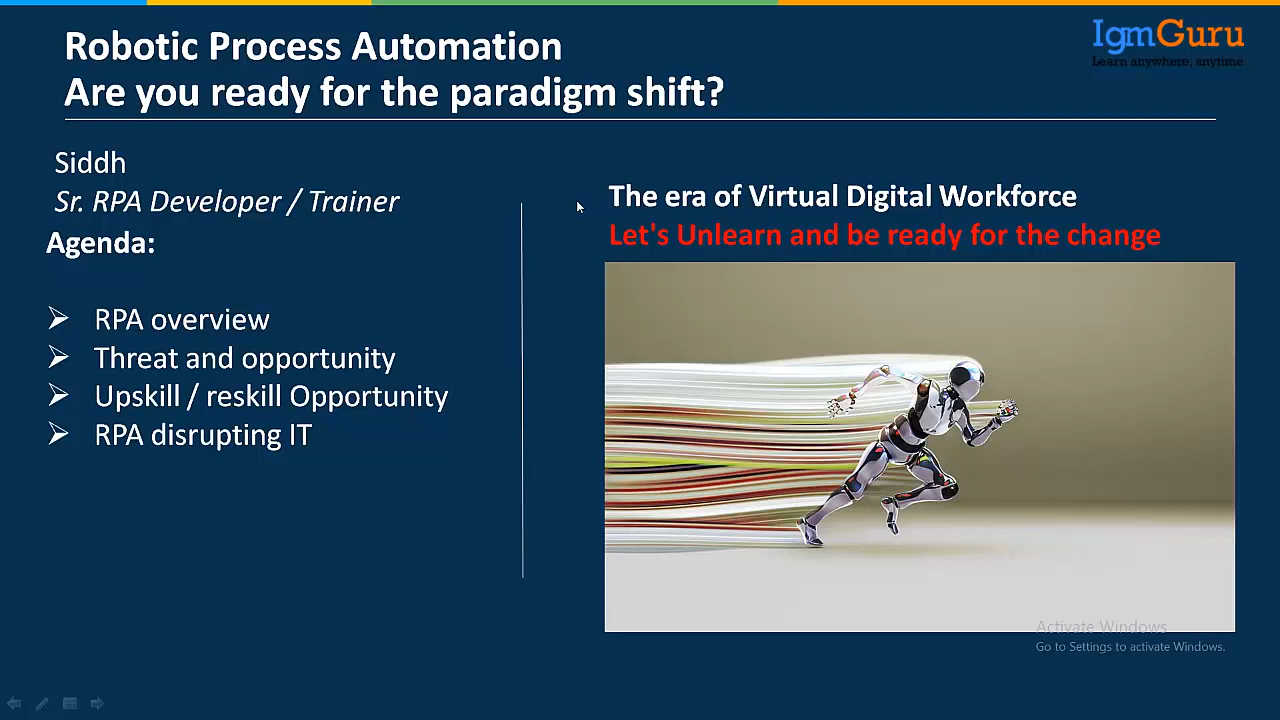 Robotic Process Automation
Are you ready for the paradigm shift?
IgmGuru
Learn anywhere, anytime
Siddh
Sr. RPA Developer / Trainer
Agenda:
RPA overview
Threat and opportunity
Upskill / reskill Opportunity
RPA disrupting IT
The era of Virtual Digital Workforce
Let's Unlearn and be ready for the change
Activate Windows
Go to Settings to activate Windows.